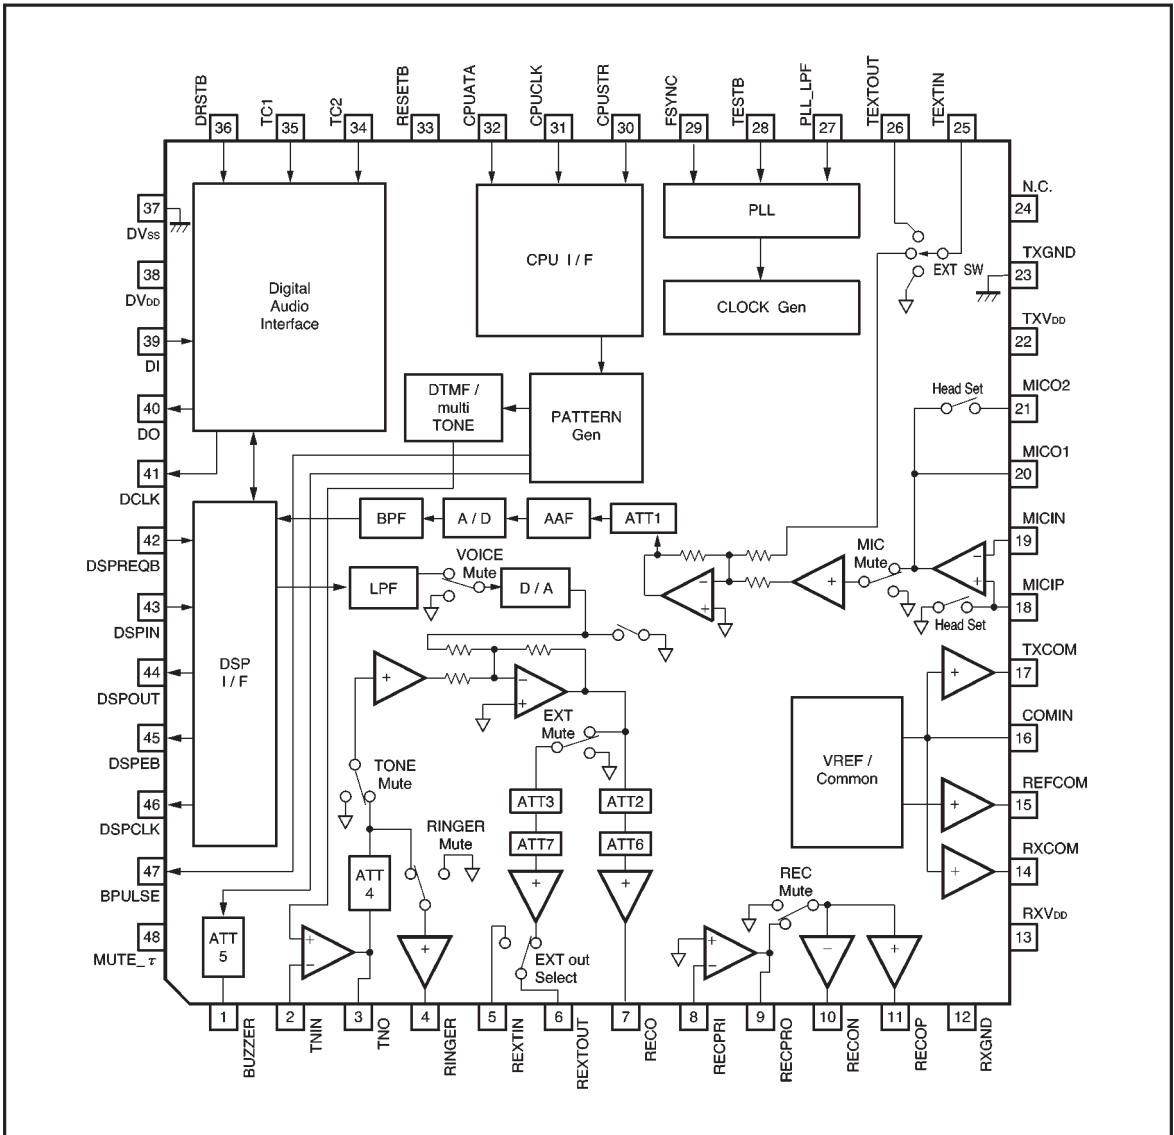 DRSTB
TC1
TC2
RESETB
CPUATA
CPUCLK
CPUSTR
FSYNC
TESTB
PLL_LPF
TEXTOUT
TEXTIN
36
35
34
33
32
31
30
29
28
27
26
25
37
DVSS
38
DVDD
39
DI
40
DO
41
DCLK
42
DSPREQB
43
DSPIN
44
DSPOUT
45
DSPEB
46
DSPCLK
47
BPULSE
48
MUTE_τ
Digital
Audio
Interface
CPU I / F
PLL
CLOCK Gen
EXT SW
DTMF /
multi
TONE
PATTERN
Gen
BPF
A / D
AAF
ATT1
VOICE
Mute
LPF
D / A
MIC
Mute
Head Set
Head Set
+
−
+
−
+
DSP
I / F
+
−
+
EXT
Mute
TONE
Mute
ATT3
ATT2
ATT7
ATT6
RINGER
Mute
ATT
4
ATT
5
+
−
+
+
+
EXT out
Select
VREF /
Common
+
+
+
REC
Mute
+
−
−
+
N.C.
24
TXGND
23
TXVDD
22
MICO2
21
MICO1
20
MICIN
19
MICIP
18
TXCOM
17
COMIN
16
REFCOM
15
RXCOM
14
RXVDD
13
1
2
3
4
5
6
7
8
9
10
11
12
BUZZER
TNIN
TNO
RINGER
REXTIN
REXTOUT
RECO
RECPRI
RECPRO
RECON
RECOP
RXGND